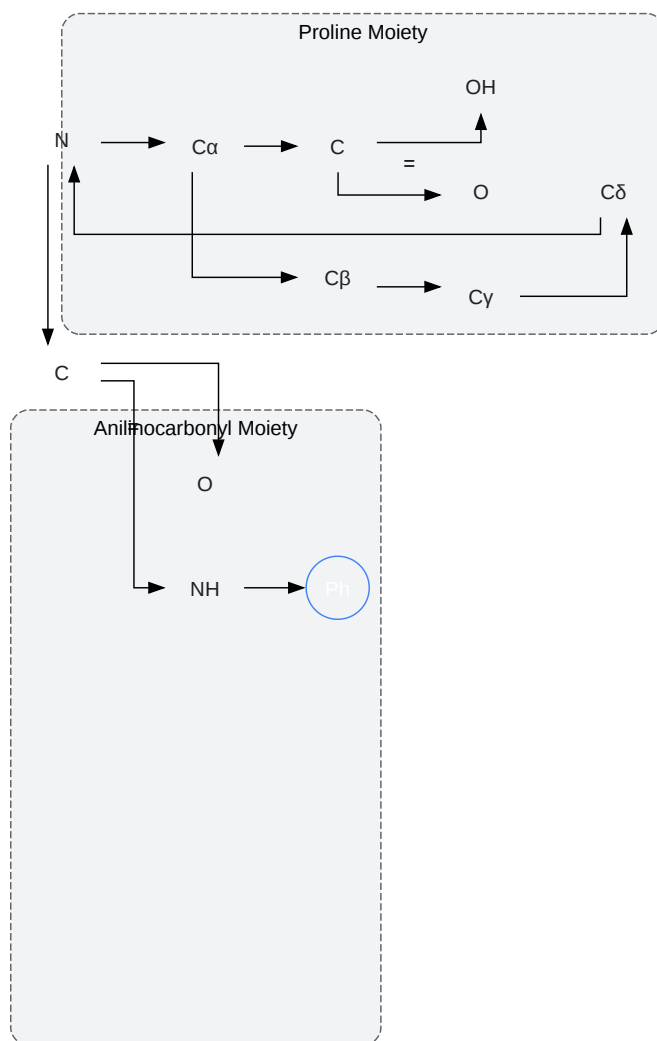 Proline Moiety
OH
N
Cα
C
=
O
Cδ
Cβ
Cγ
C
=
Anilinocarbonyl Moiety
O
NH
Ph